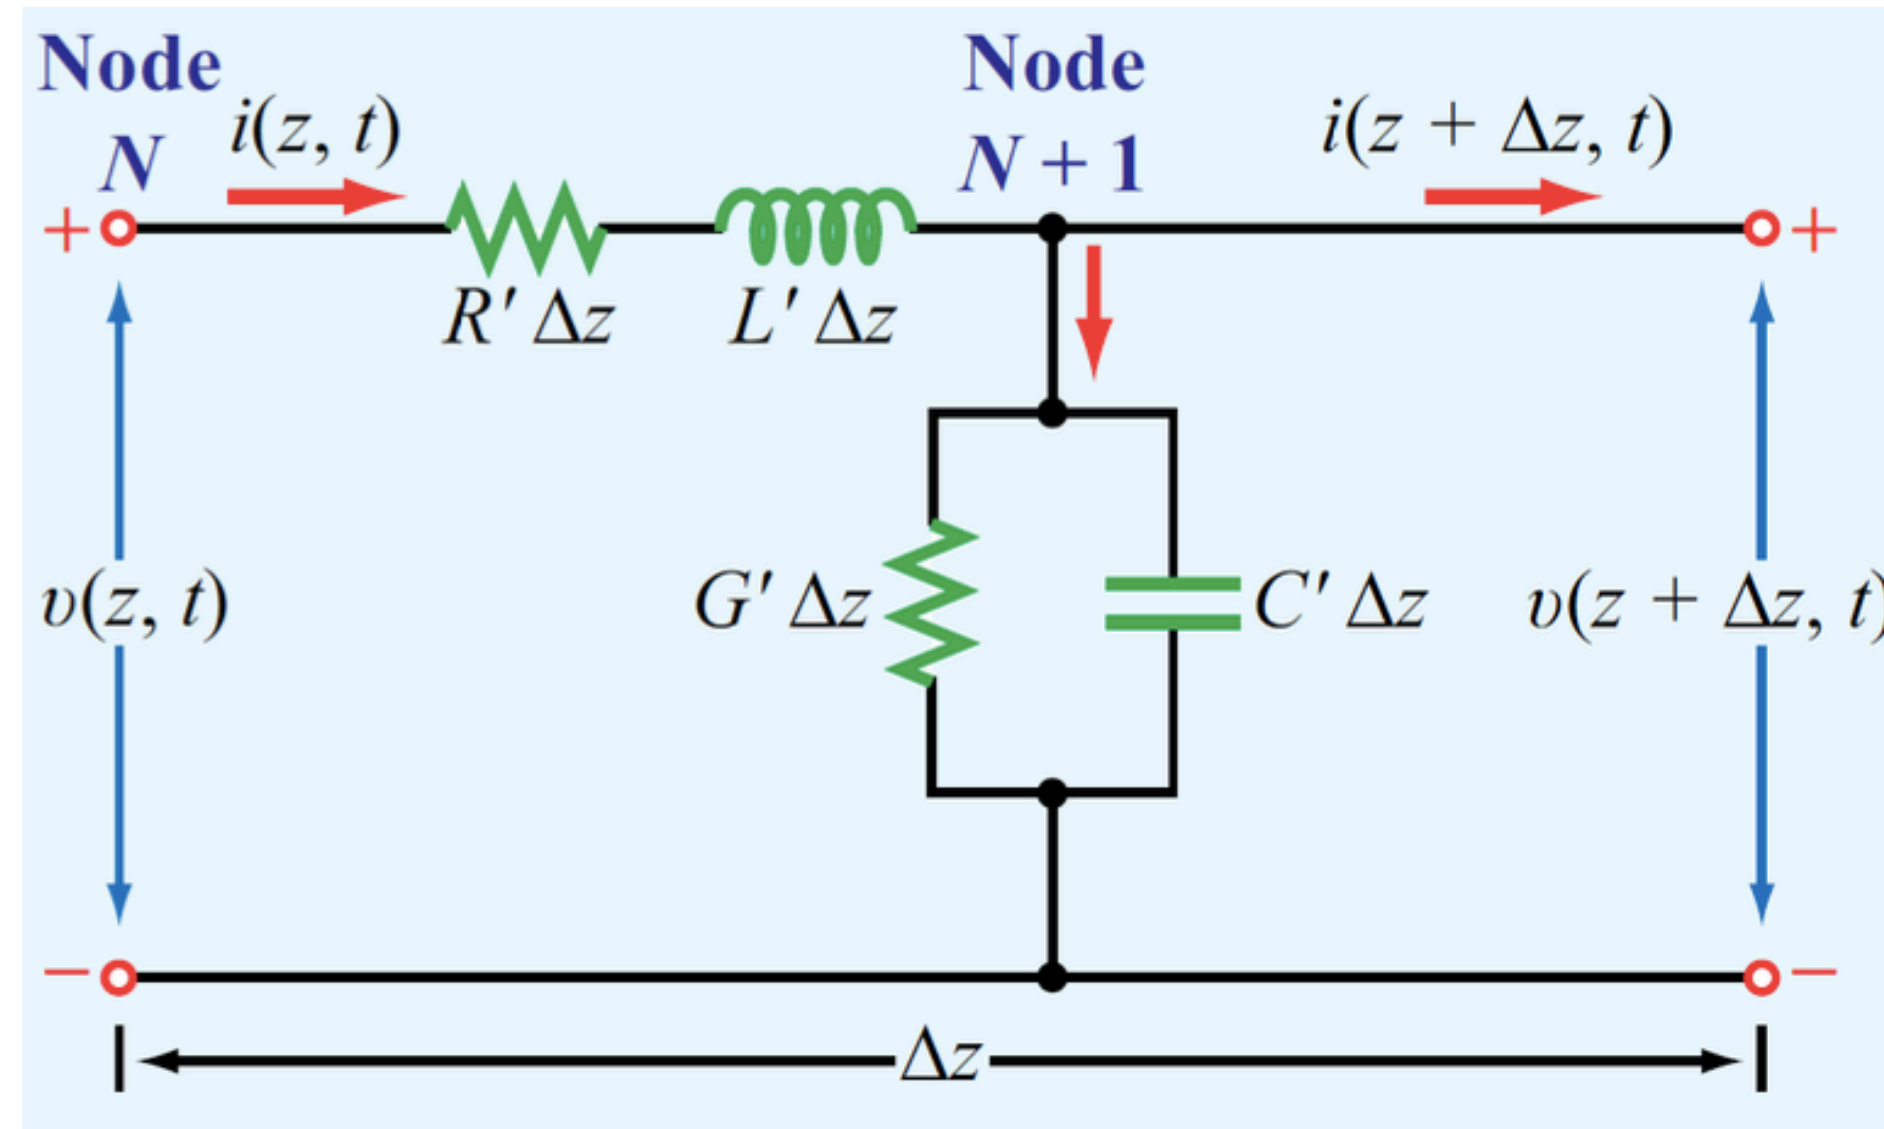 Node
N
i(z, t)
Node
N + 1
i(z + Δz, t)
+
+
R′ Δz
L′ Δz
υ(z, t)
G′ Δz
C′ Δz
υ(z + Δz, t)
−
−
Δz